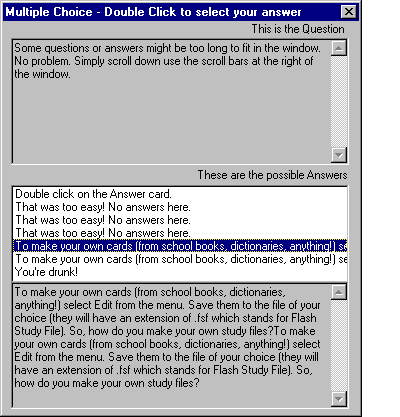 Multiple Choice - Double Click to select your answer
This is the Question
Some questions or answers might be too long to fit in the window.
No problem. Simply scroll down use the scroll bars at the right of
the window.
These are the possible Answers
Double click on the Answer card.
That was too easy! No answers here.
That was too easy! No answers here.
That was too easy! No answers here.
To make your own cards (from school books, dictionaries, anything!) se
To make your own cards (from school books, dictionaries, anything!) se
You're drunk!
To make your own cards (from school books, dictionaries,
anything!) select Edit from the menu. Save them to the file of your
choice (they will have an extension of .fsf which stands for Flash
Study File). So, how do you make your own study files?To make
your own cards (from school books, dictionaries, anything!) select
Edit from the menu. Save them to the file of your choice (they will
have an extension of .fsf which stands for Flash Study File). So,
how do you make your own study files?